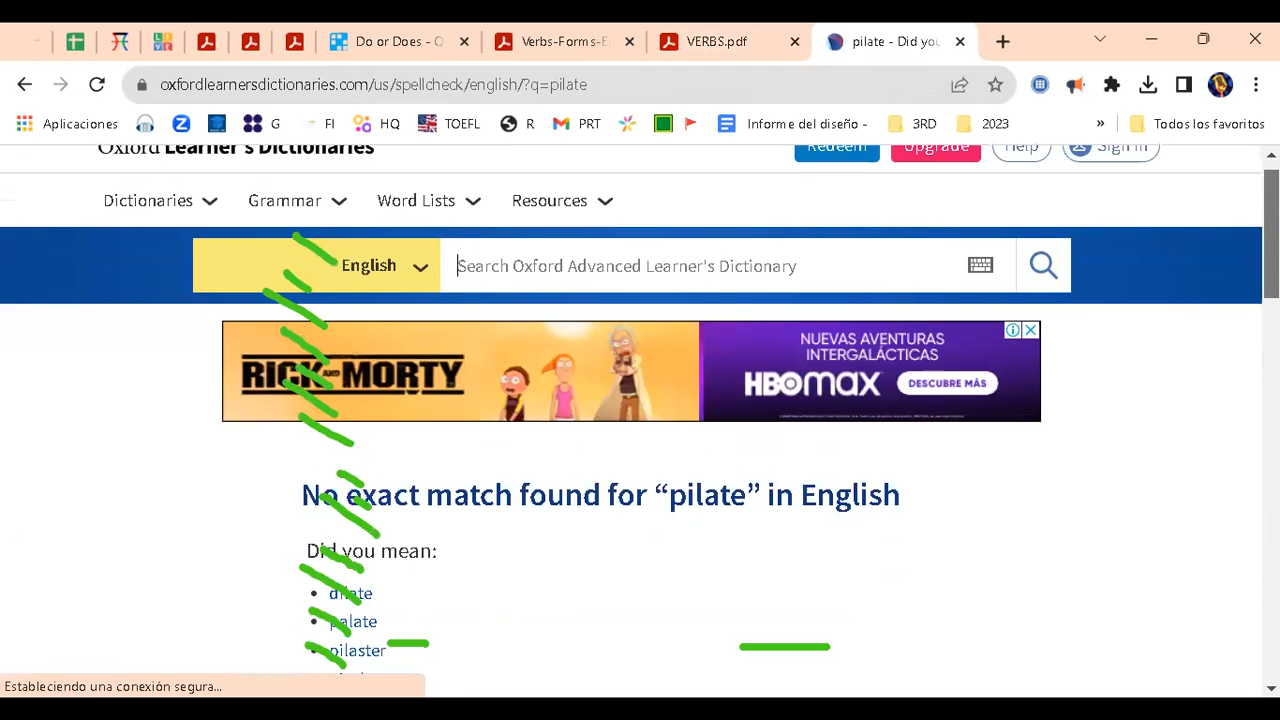 Do or Does - Q
Verbs-Forms-E
VERBS.pdf
pilate - Did you
oxfordlearnersdictionaries.com/us/spellcheck/english/?q=pilate
Aplicaciones G FI HQ TOEFL R PRT Informe del diseño - 3RD 2023 » Todos los favoritos
Oxford Learner's Dictionaries Redeem Upgrade Help Sign in
Dictionaries Grammar Word Lists Resources
English Search Oxford Advanced Learner's Dictionary
RICK AND MORTY
NUEVAS AVENTURAS
INTERGALÁCTICAS
HBOmax DESCUBRE MÁS
No exact match found for “pilate” in English
Did you mean:
• dilate
• palate
• pilaster
Estableciendo una conexión segura...